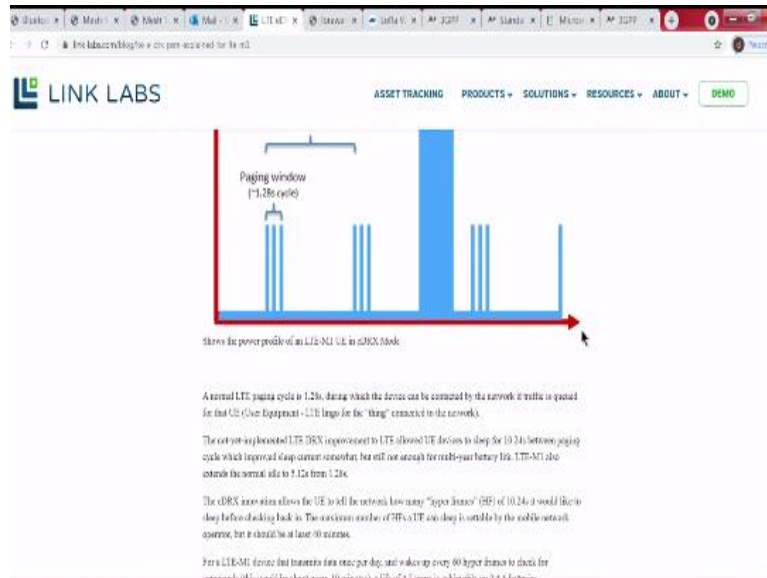 LINK LABS
ASSET TRACKING PRODUCTS SOLUTIONS RESOURCES ABOUT DEMO
Paging window
(~1.28s cycle)
Shows the power profile of an LTE-M1 UE in eDRX Mode
A normal LTE paging cycle is 1.28s, during which the device can be contacted by the network if traffic is queued
for that UE (User Equipment - LTE lingo for the "thing" connected to the network).
The not-yet-implemented LTE DRX improvement to LTE allowed UE devices to sleep for 10.24s between paging
cycle which improved sleep current somewhat, but still not enough for multi-year battery life. LTE-M1 also
extends the normal idle to 5.12s from 1.28s.
The eDRX innovation allows the UE to tell the network how many "hyper frames" (HF) of 10.24s it would like to
sleep before checking back in. The maximum number of HFs a UE can sleep is settable by the mobile network
operator, but it should be at least 40 minutes.
For a LTE-M1 device that transmits data once per day, and wakes up every 60 hyper frames to check for